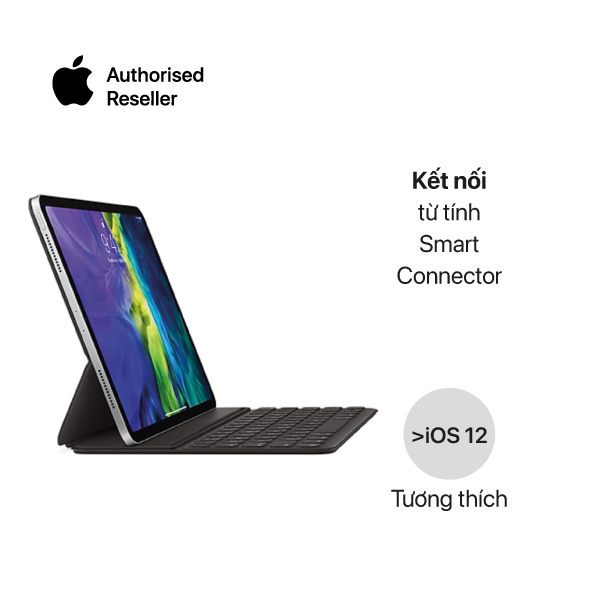 Authorised
Reseller
Kết nối
từ tính
Smart
Connector
>iOS 12
Tương thích